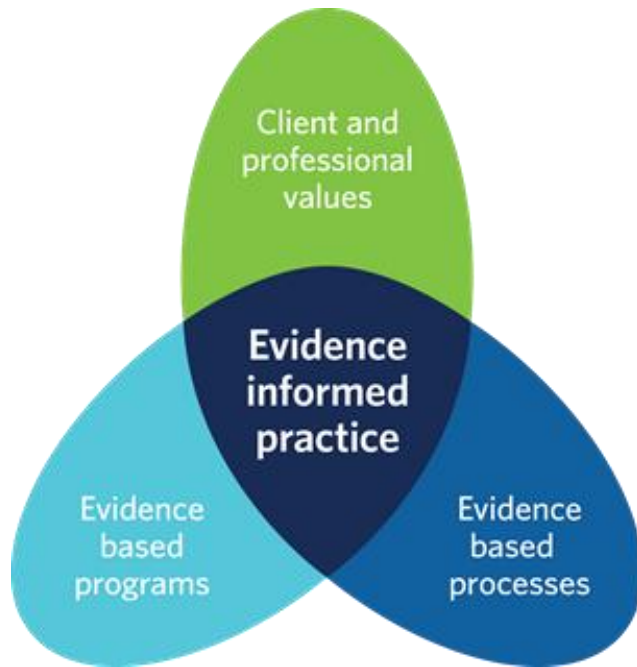 Client and
professional
values
Evidence
informed
practice
Evidence
based
programs
Evidence
based
processes